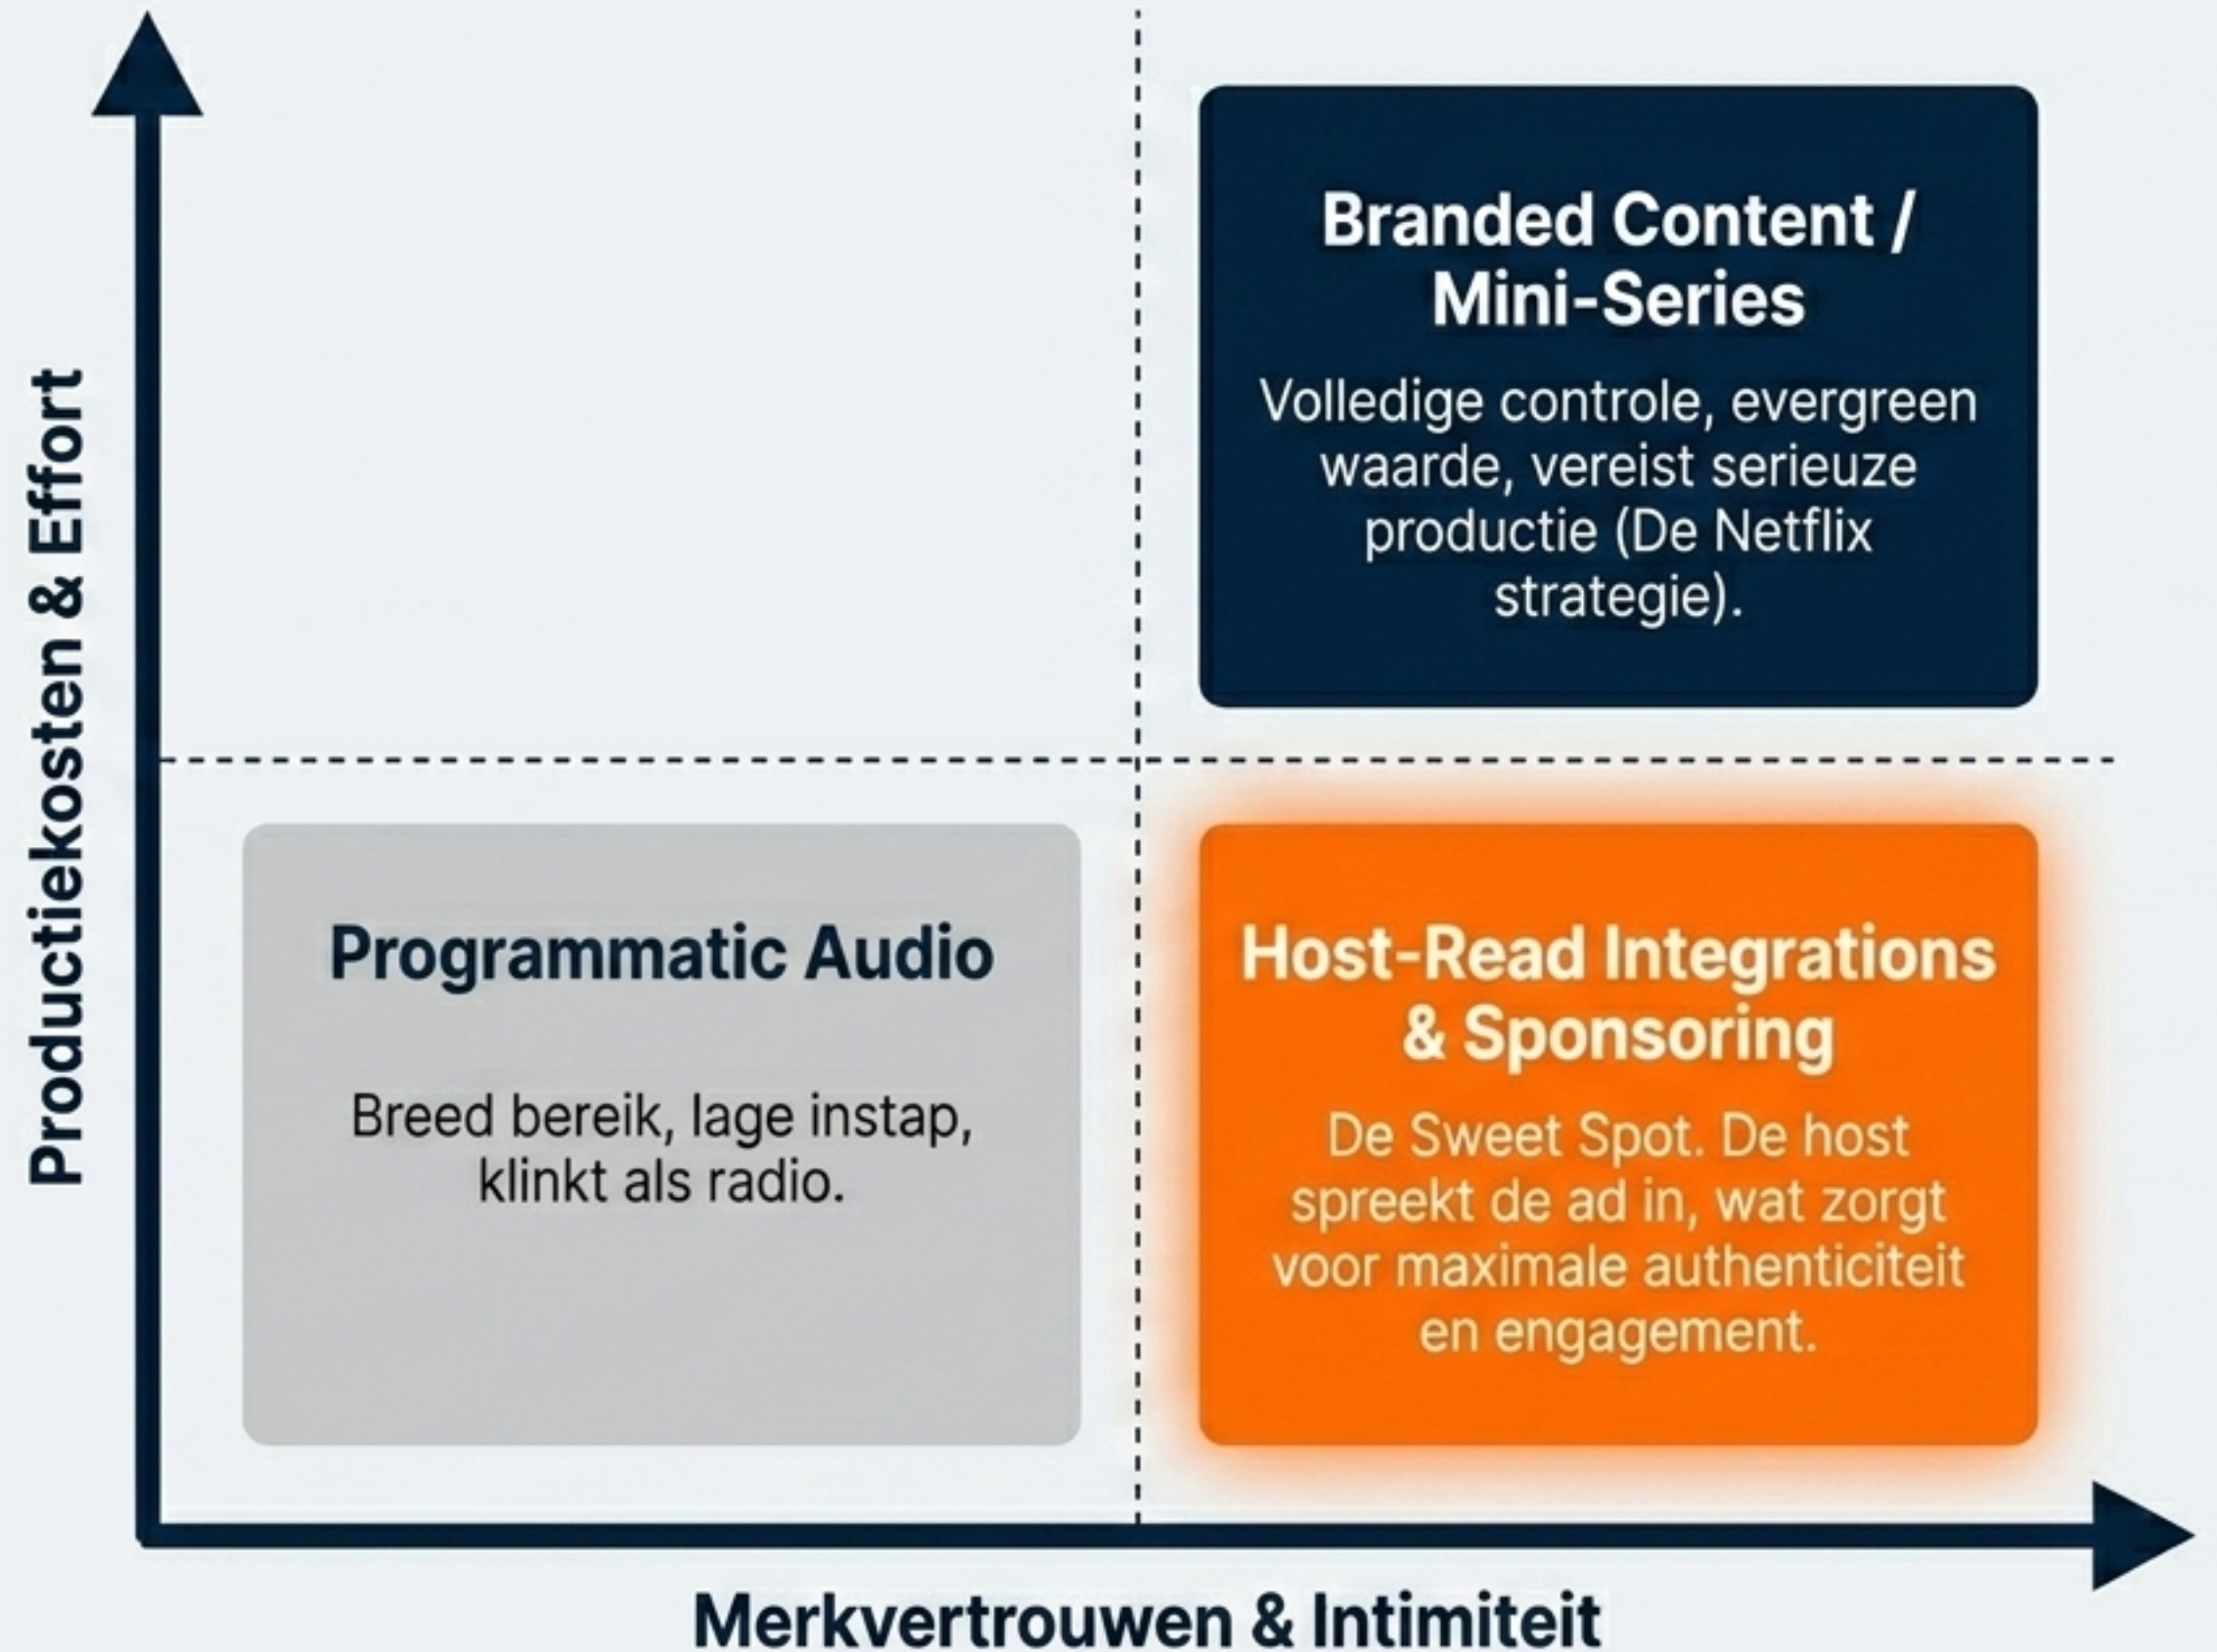 Productiekosten & Effort
Branded Content /
Mini-Series
Volledige controle, evergreen
waarde, vereist serieuze
productie (De Netflix
strategie).
Programmatic Audio
Breed bereik, lage instap,
klinkt als radio.
Host-Read Integrations
& Sponsoring
De Sweet Spot. De host
spreekt de ad in, wat zorgt
voor maximale authenticiteit
en engagement.
Merkvertrouwen & Intimiteit